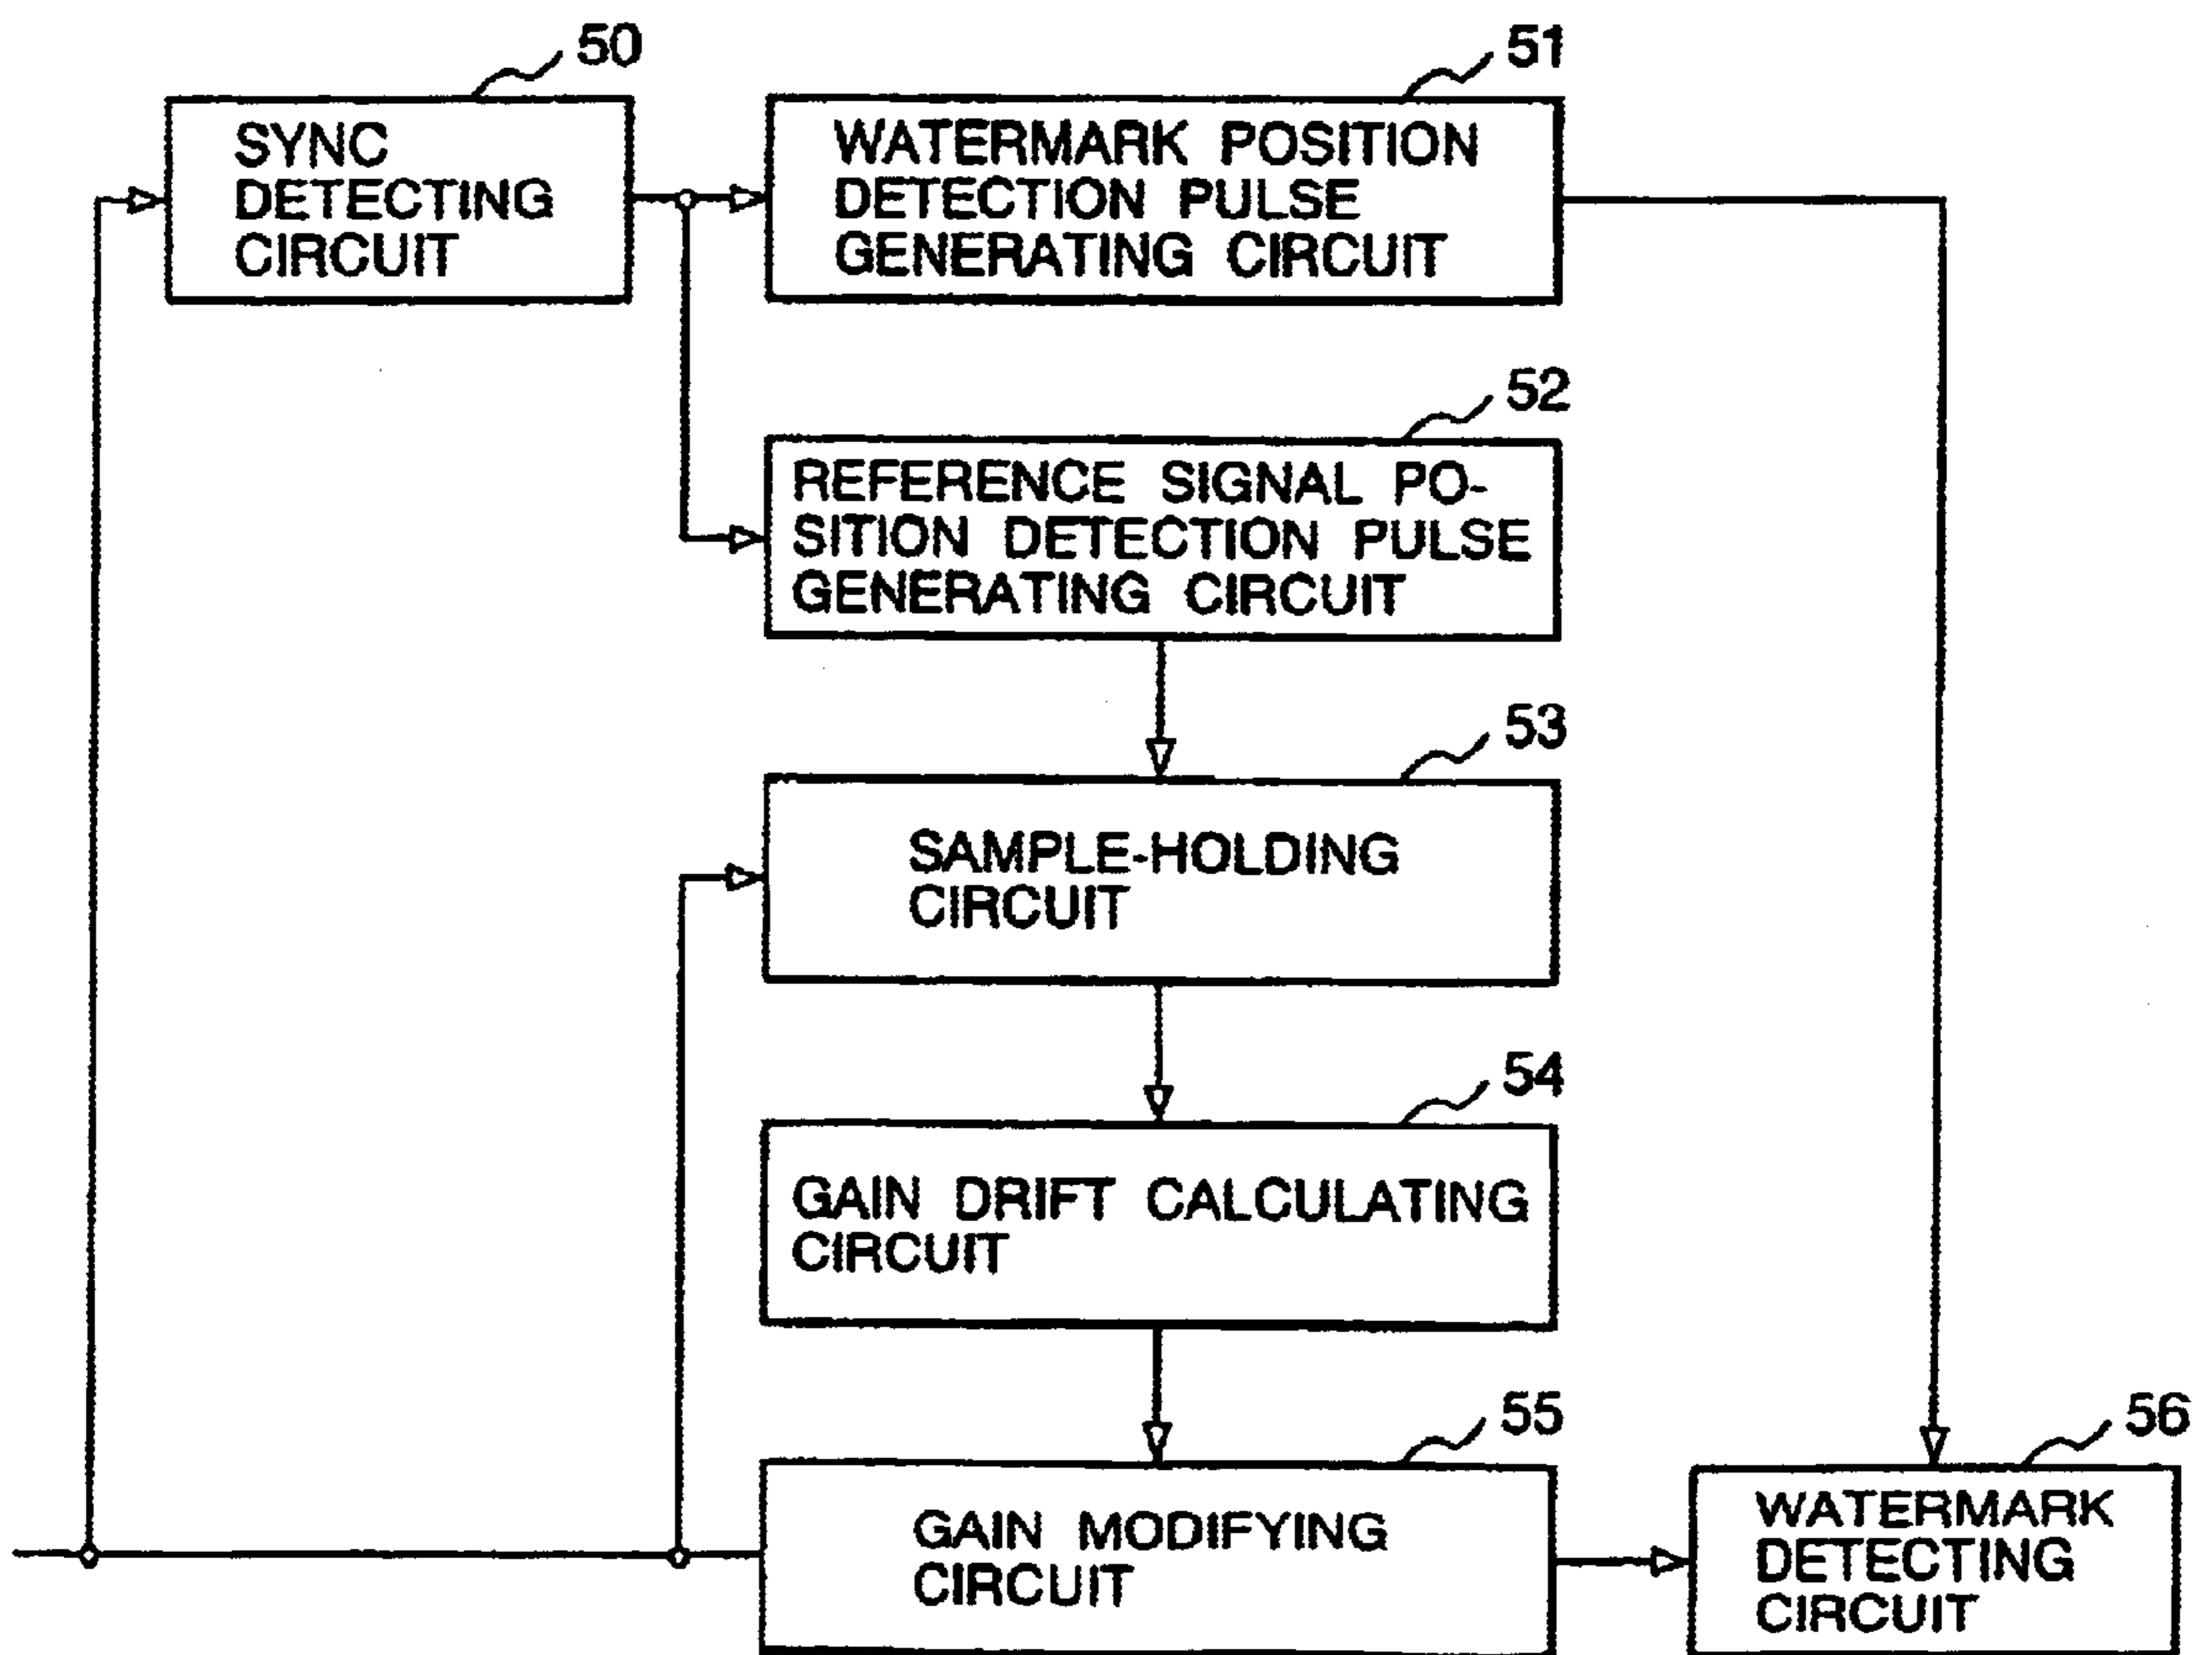 50
SYNC
DETECTING
CIRCUIT
51
WATERMARK POSITION
DETECTION PULSE
GENERATING CIRCUIT
52
REFERENCE SIGNAL PO-
SITION DETECTION PULSE
GENERATING CIRCUIT
53
SAMPLE-HOLDING
CIRCUIT
54
GAIN DRIFT CALCULATING
CIRCUIT
55
GAIN MODIFYING
CIRCUIT
56
WATERMARK
DETECTING
CIRCUIT